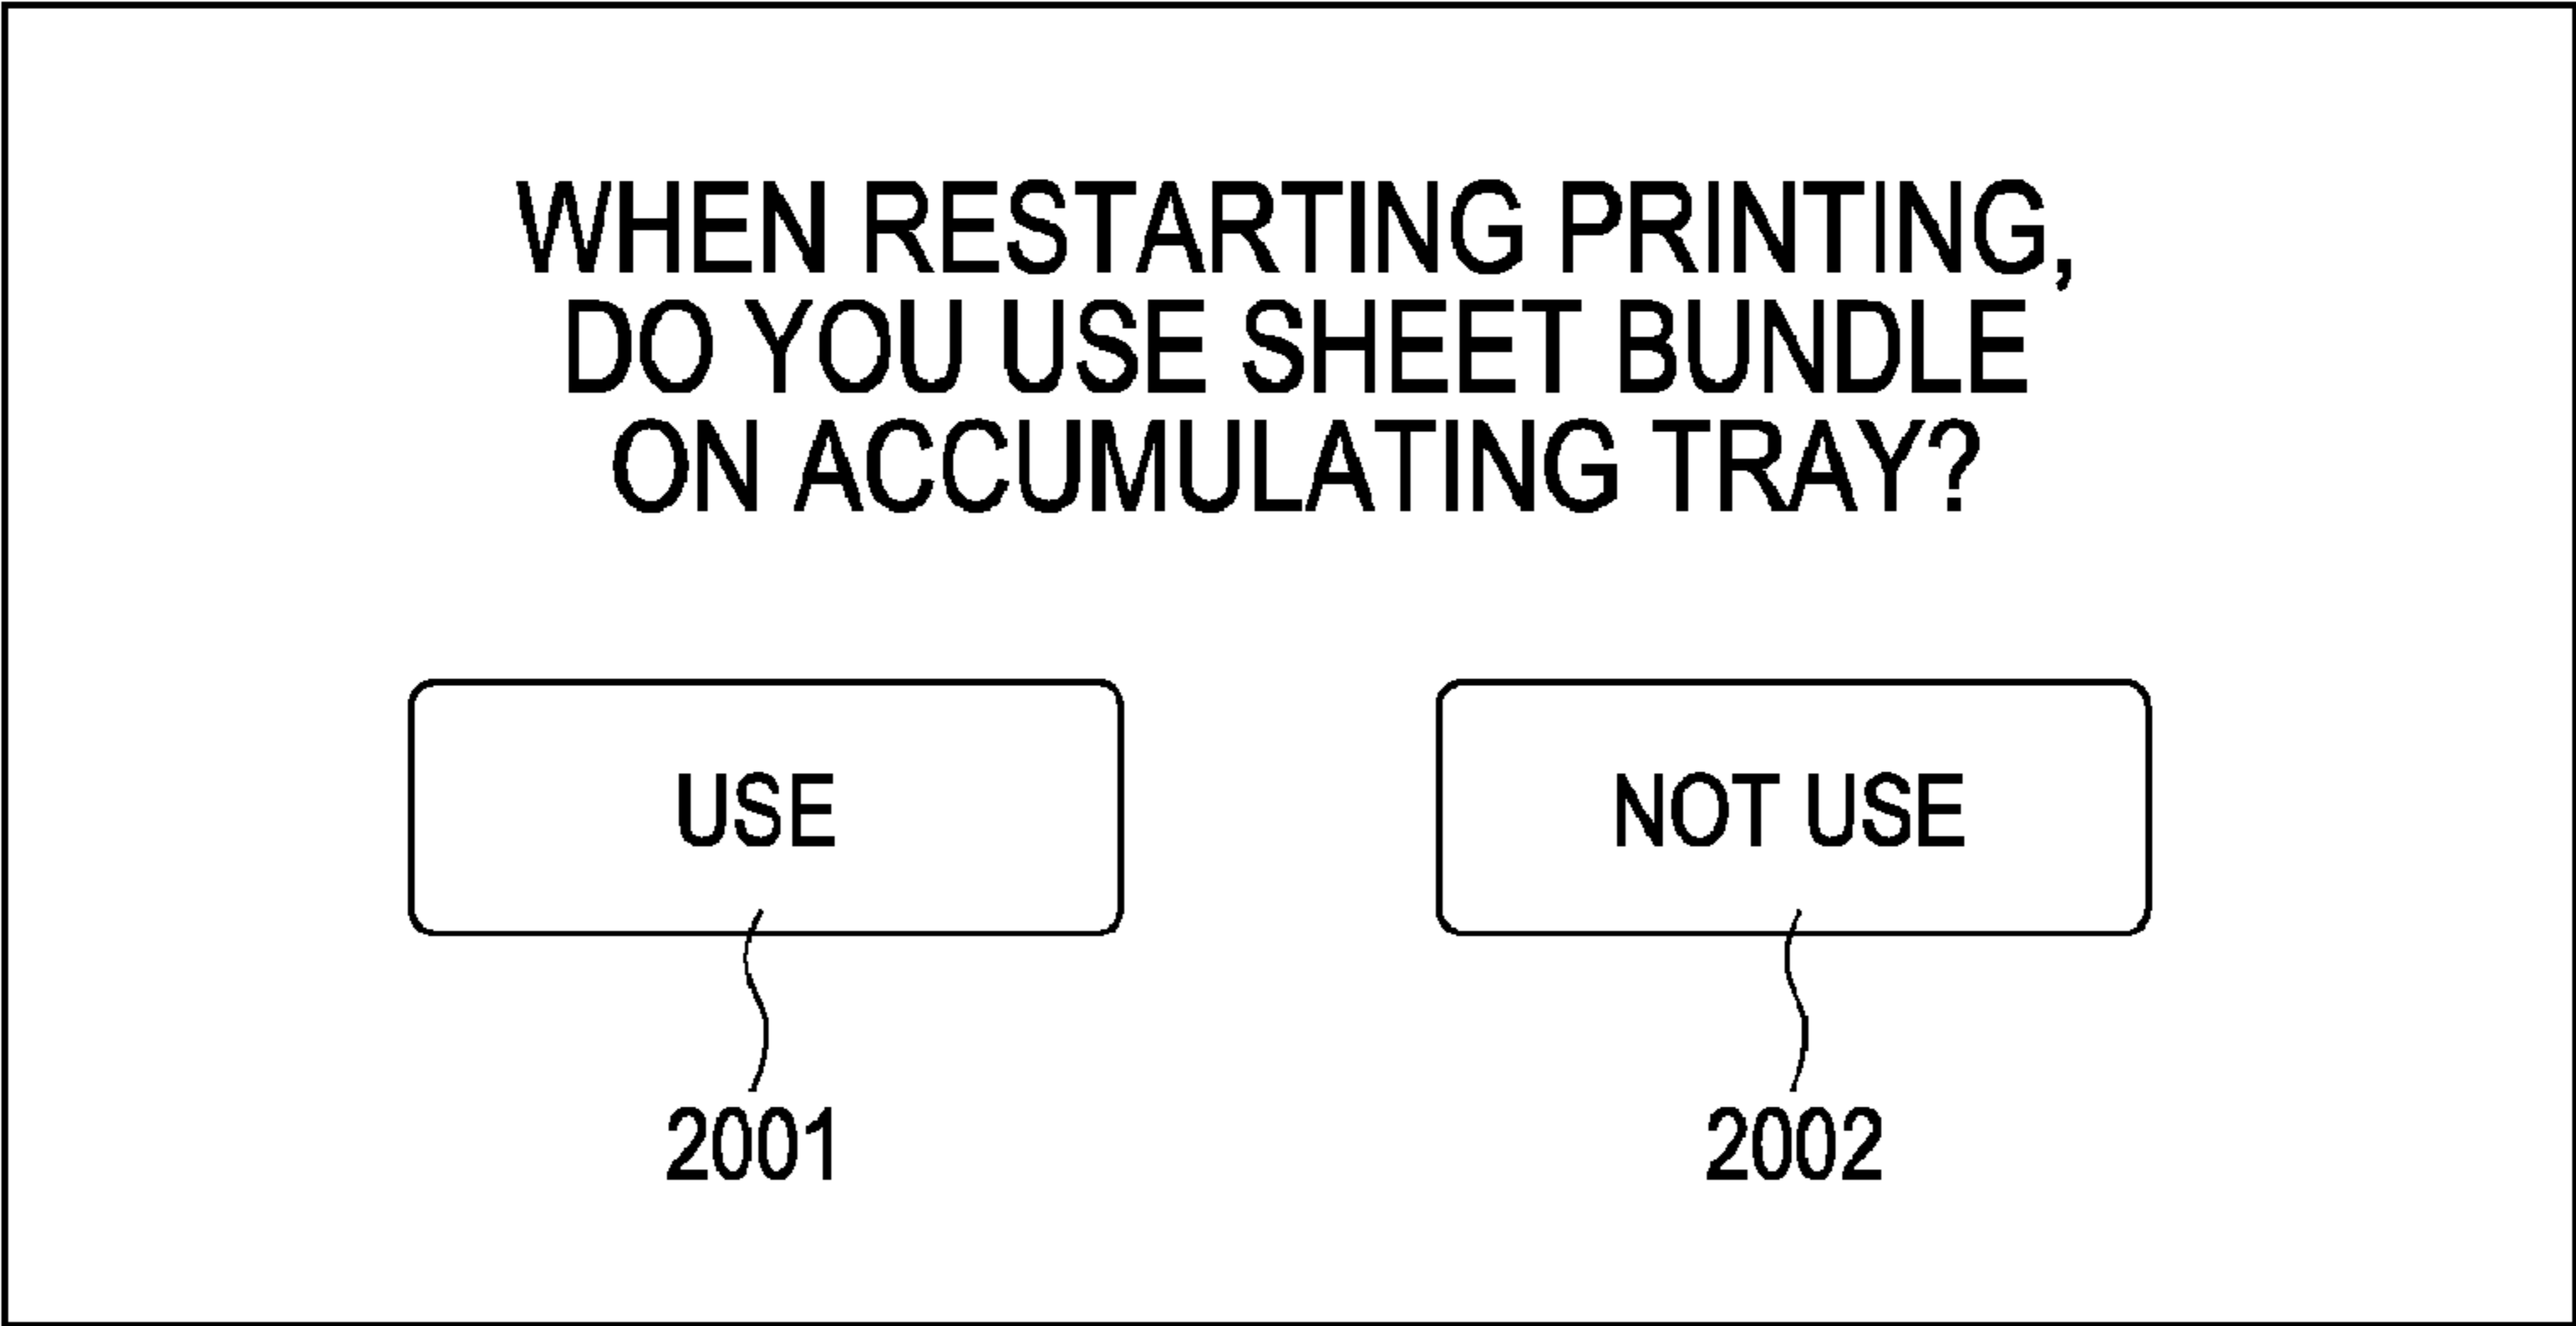 WHEN RESTARTING PRINTING,
DO YOU USE SHEET BUNDLE
ON ACCUMULATING TRAY?
USE
NOT USE
2001
2002